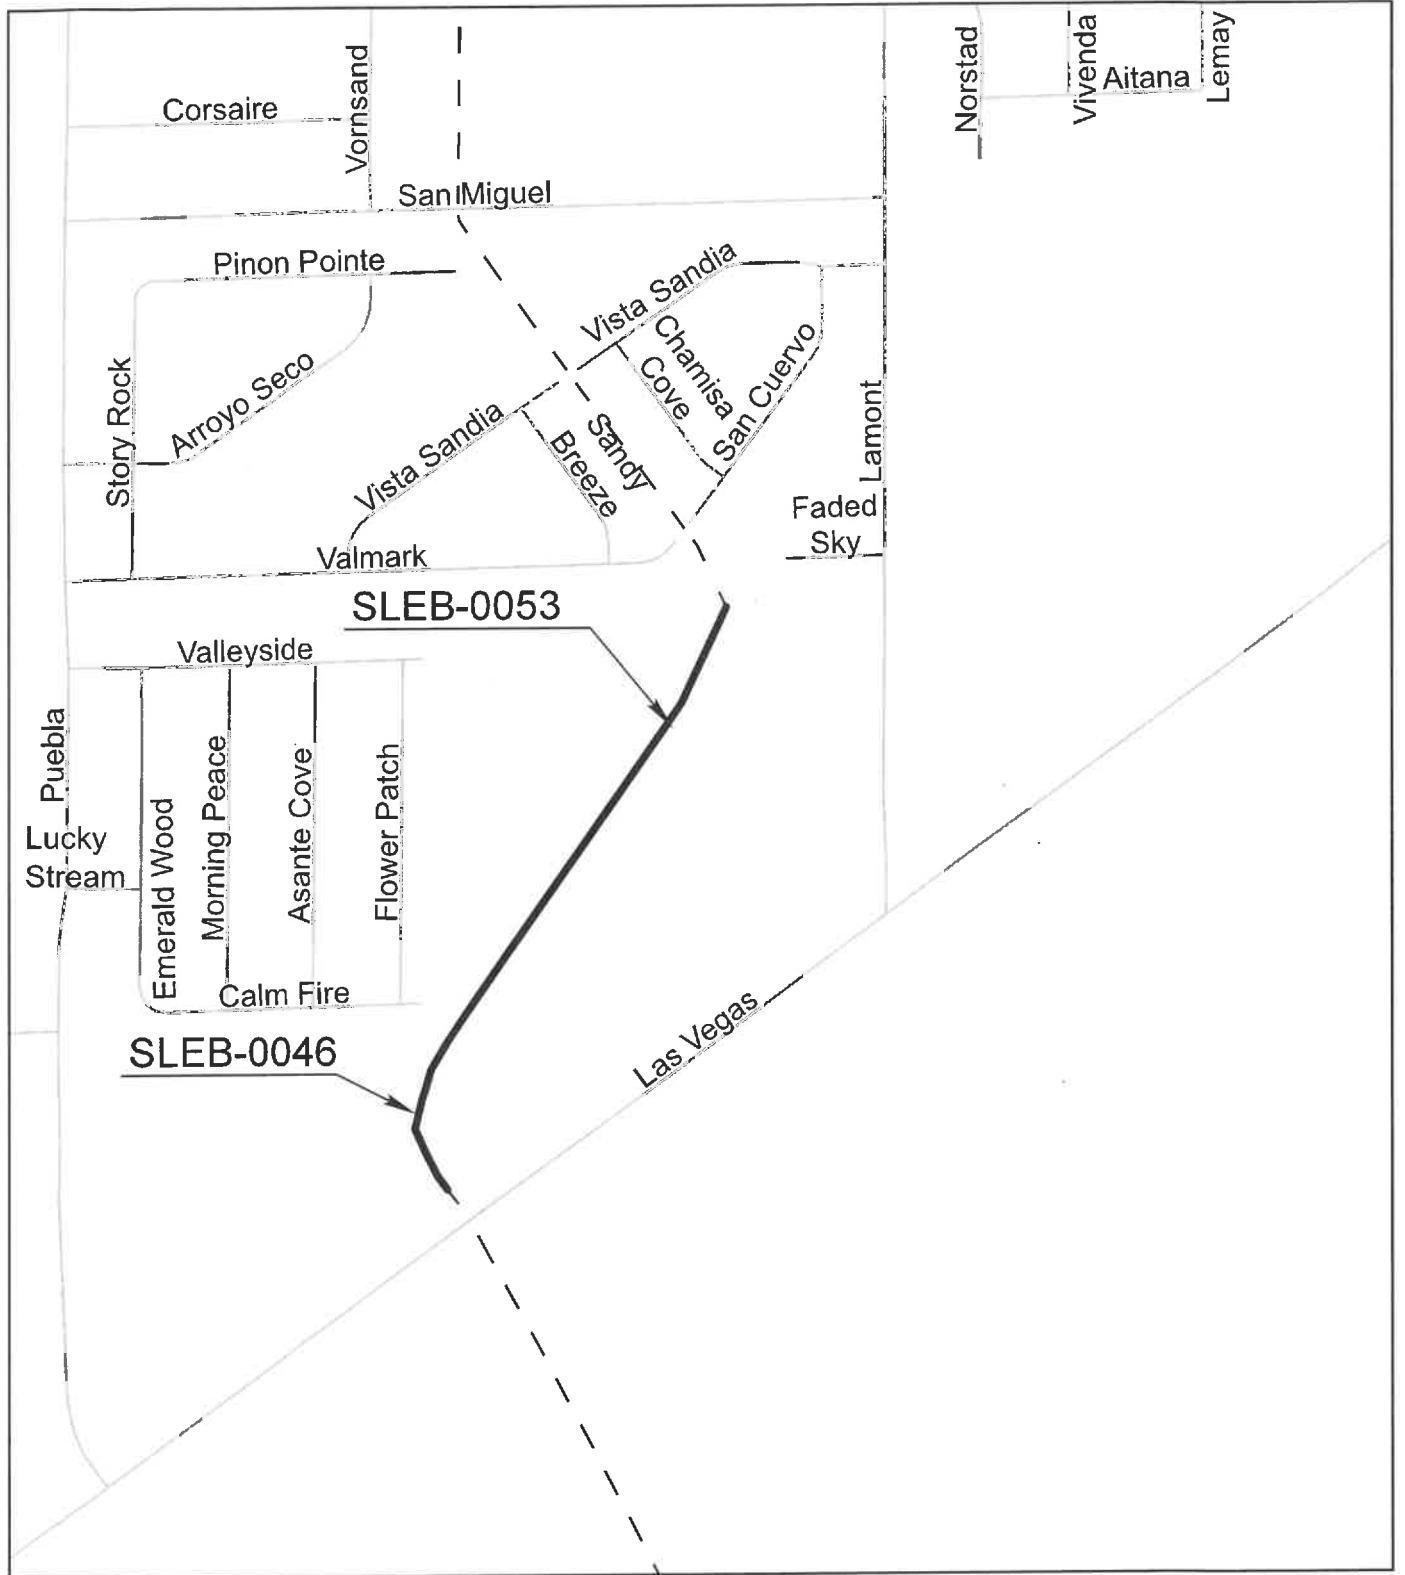 Corsaire
Vornsand
San Miguel
Norstad
Vivenda
Aitana
Lemay
Pinon Pointe
Story Rock
Arroyo Seco
Vista Sandia
Chamisa
Cove
San Cuervo
Vista Sandia
Sandy
Breeze
Lamont
Faded
Sky
Valmark
SLEB-0053
Valleyside
Puebla
Lucky
Stream
Emerald Wood
Morning Peace
Asante Cove
Flower Patch
Calm Fire
SLEB-0046
Las Vegas